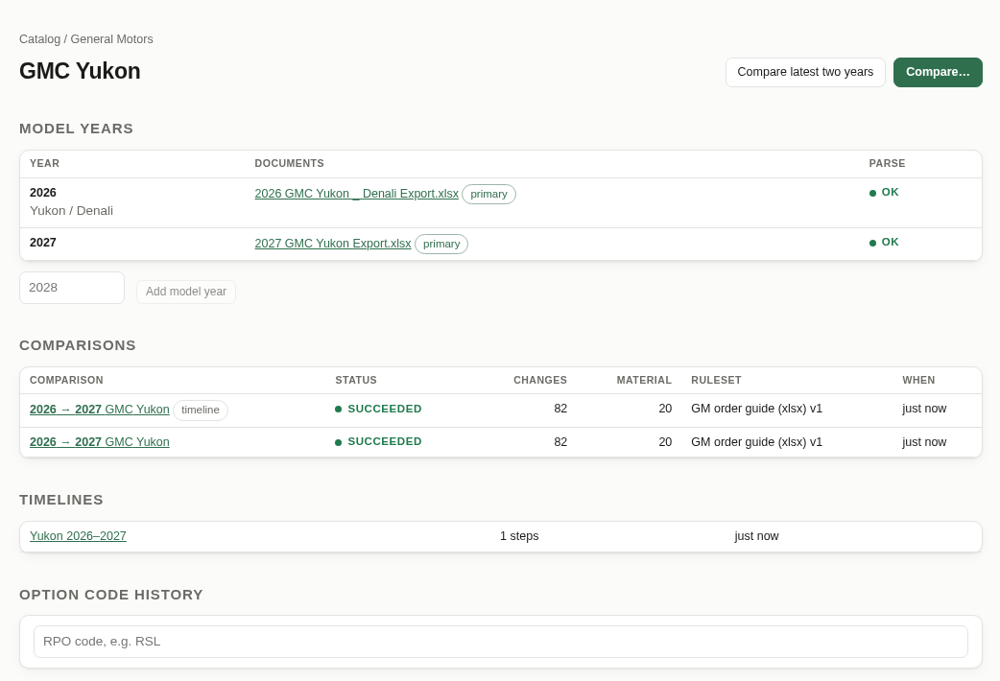 Catalog / General Motors
GMC Yukon
Compare latest two years
Compare…
MODEL YEARS
YEAR DOCUMENTS PARSE
2026 2026 GMC Yukon _ Denali Export.xlsx primary OK
Yukon / Denali
2027 2027 GMC Yukon Export.xlsx primary OK
2028 Add model year
COMPARISONS
COMPARISON STATUS CHANGES MATERIAL RULESET WHEN
2026 → 2027 GMC Yukon timeline SUCCEEDED 82 20 GM order guide (xlsx) v1 just now
2026 → 2027 GMC Yukon SUCCEEDED 82 20 GM order guide (xlsx) v1 just now
TIMELINES
Yukon 2026–2027 1 steps just now
OPTION CODE HISTORY
RPO code, e.g. RSL